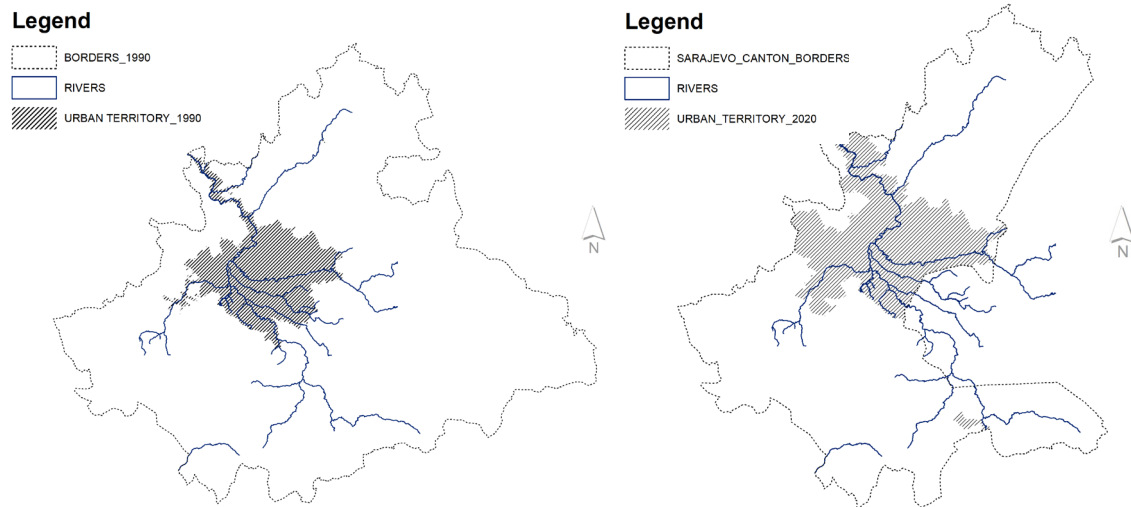 Legend
BORDERS_1990
RIVERS
URBAN TERRITORY_1990
N
Legend
SARAJEVO_CANTON_BORDERS
RIVERS
URBAN_TERRITORY_2020
N